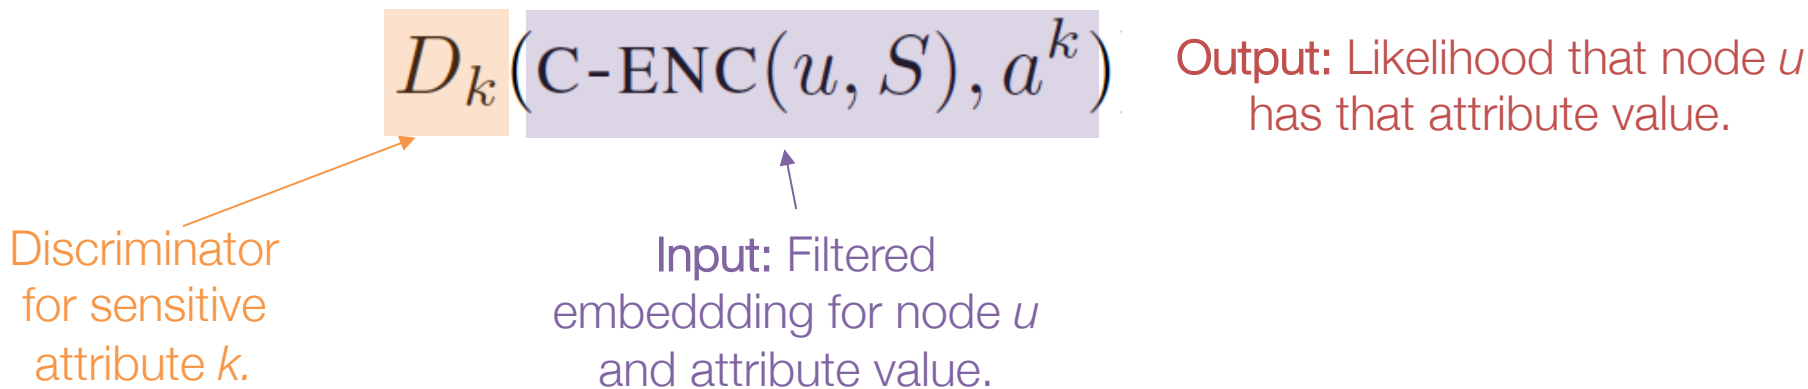 D_k(C-ENC(u, S), a^k)
Output: Likelihood that node u
has that attribute value.
Discriminator
for sensitive
attribute k.
Input: Filtered
embeddding for node u
and attribute value.